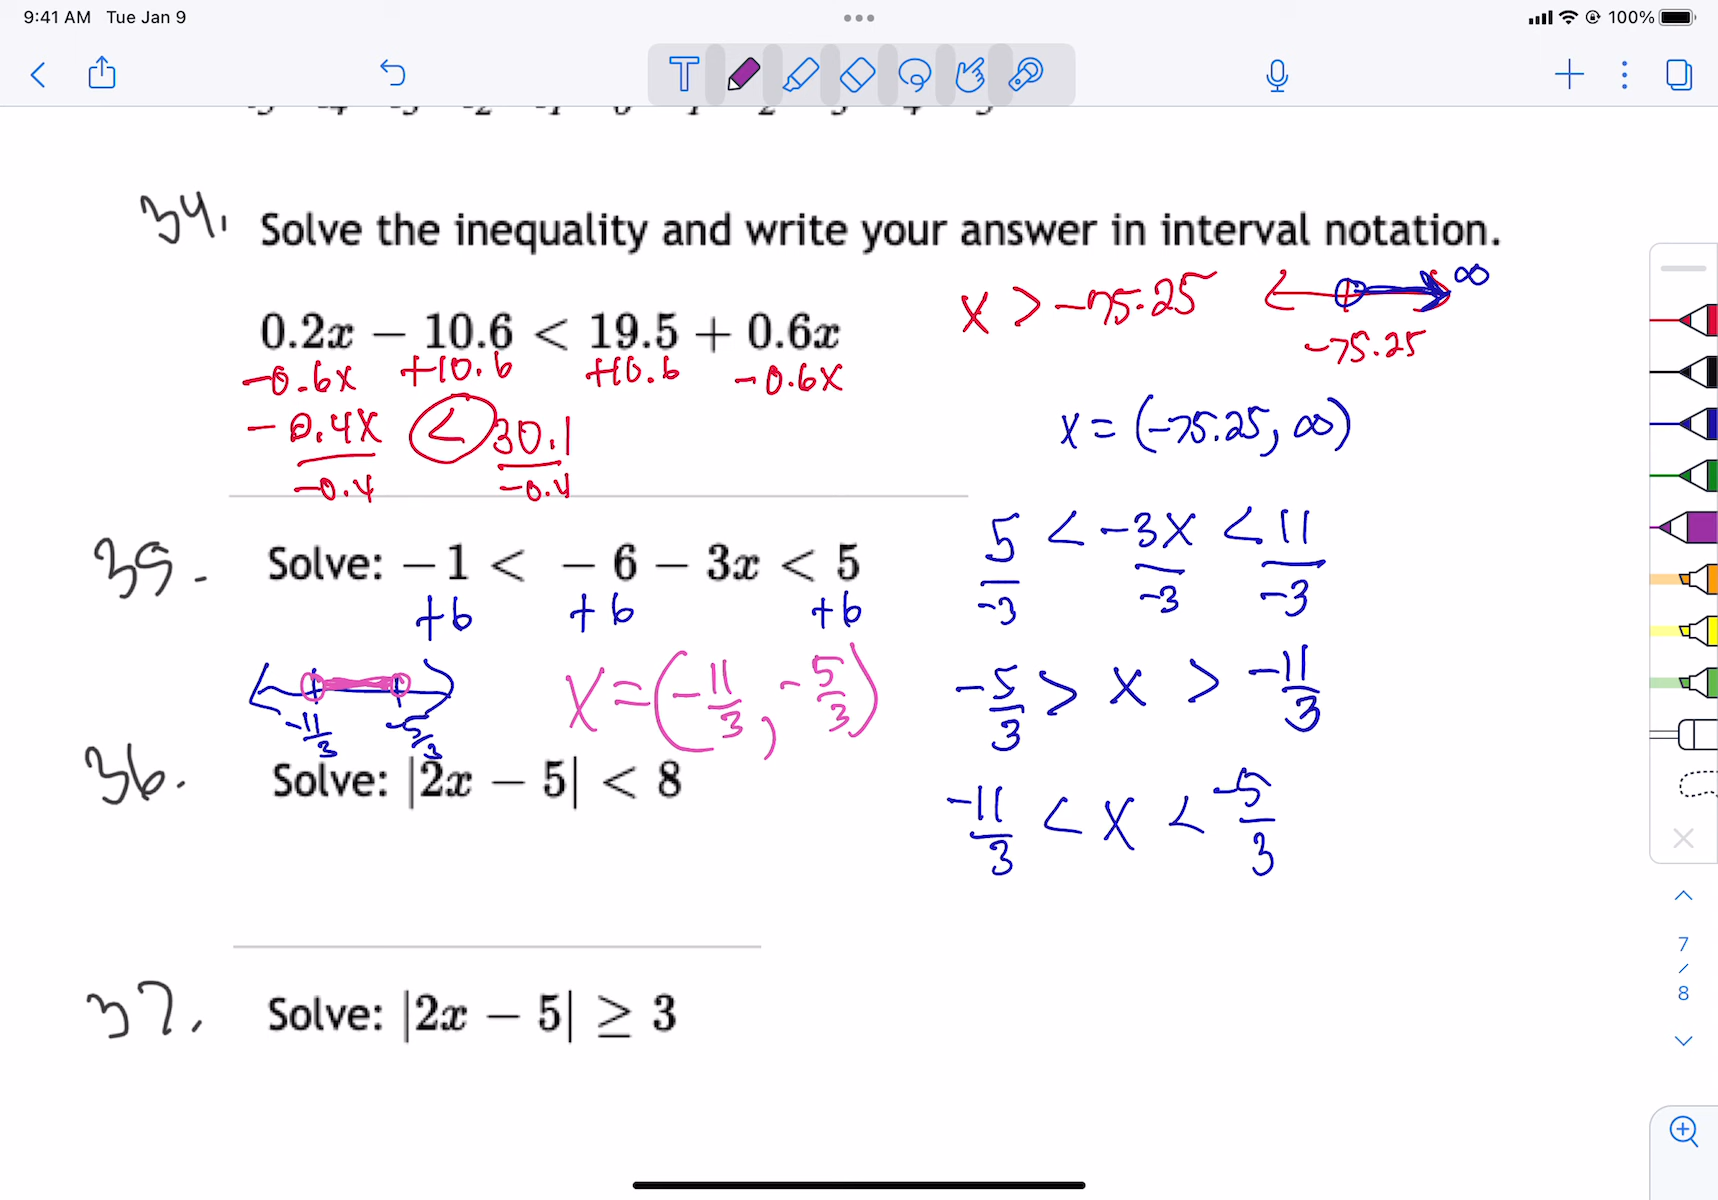 9:41 AM Tue Jan 9
100%
34. Solve the inequality and write your answer in interval notation.
0.2x − 10.6 < 19.5 + 0.6x
-0.6x +10.6 +10.6 -0.6x
-0.4x < 30.1
-0.4 -0.4
x > -75.25
∞
-75.25
x = (-75.25, ∞)
35. Solve: −1 < −6 − 3x < 5
+6 +6 +6
5 < -3x < 11
-3 -3 -3
-5/3 > x > -11/3
-11/3 < x < -5/3
-11/3 -5/3
x = (-11/3, -5/3)
36. Solve: |2x − 5| < 8
37. Solve: |2x − 5| ≥ 3
7
/
8